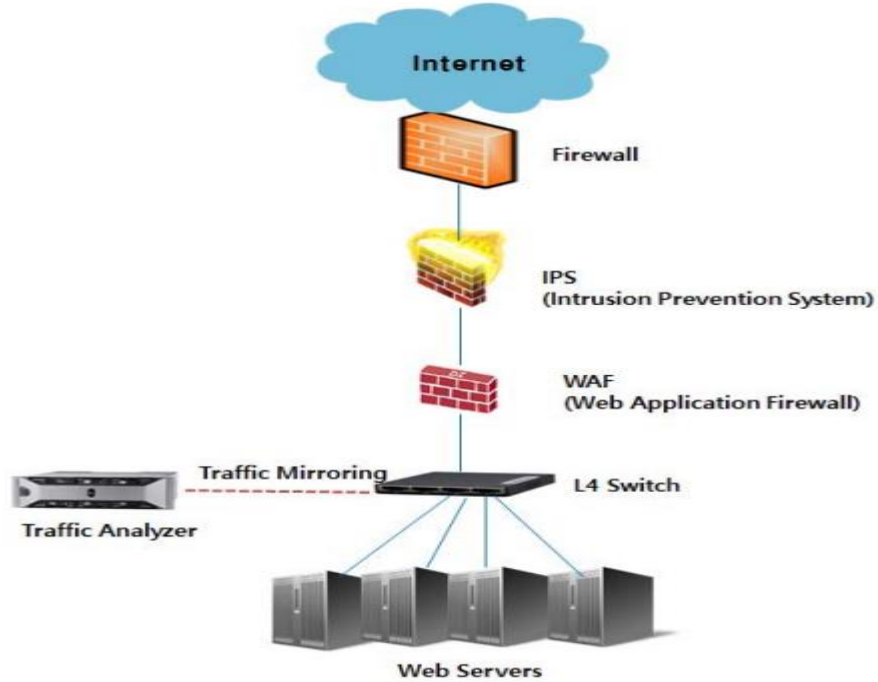 Internet
Firewall
IPS
(Intrusion Prevention System)
WAF
(Web Application Firewall)
Traffic Mirroring
L4 Switch
Traffic Analyzer
Web Servers